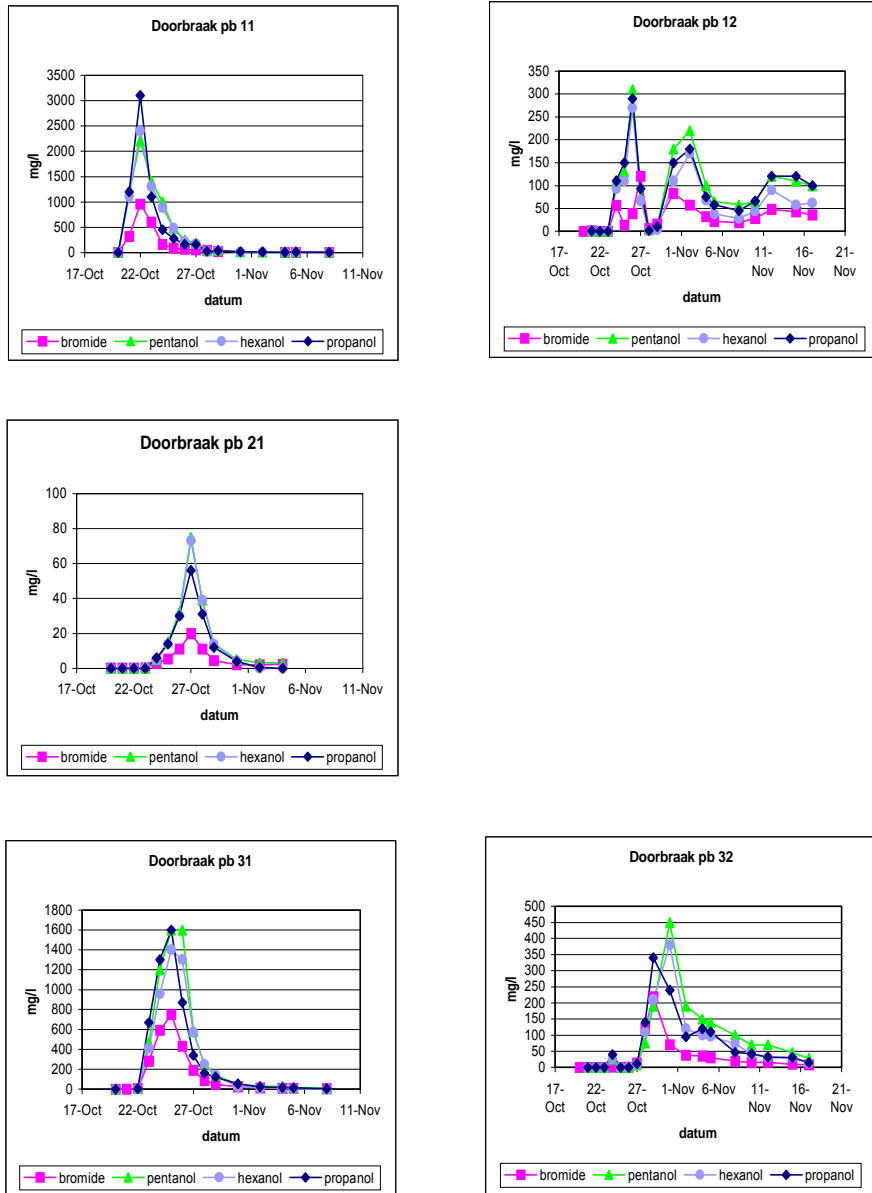 Doorbraak pb 11
3500
3000
2500
2000
1500
1000
500
0
mg/l
17-Oct 22-Oct 27-Oct 1-Nov 6-Nov 11-Nov
datum
bromide pentanol hexanol propanol
Doorbraak pb 12
350
300
250
200
150
100
50
0
mg/l
17- 22- 27- 1-Nov 6-Nov 11- 16- 21-
Oct Oct Oct Nov Nov Nov
datum
bromide pentanol hexanol propanol
Doorbraak pb 21
100
80
60
40
20
0
mg/l
17-Oct 22-Oct 27-Oct 1-Nov 6-Nov 11-Nov
datum
bromide pentanol hexanol propanol
Doorbraak pb 31
1800
1600
1400
1200
1000
800
600
400
200
0
mg/l
17-Oct 22-Oct 27-Oct 1-Nov 6-Nov 11-Nov
datum
bromide pentanol hexanol propanol
Doorbraak pb 32
500
450
400
350
300
250
200
150
100
50
0
mg/l
17- 22- 27- 1-Nov 6-Nov 11- 16- 21-
Oct Oct Oct Nov Nov Nov
datum
bromide pentanol hexanol propanol